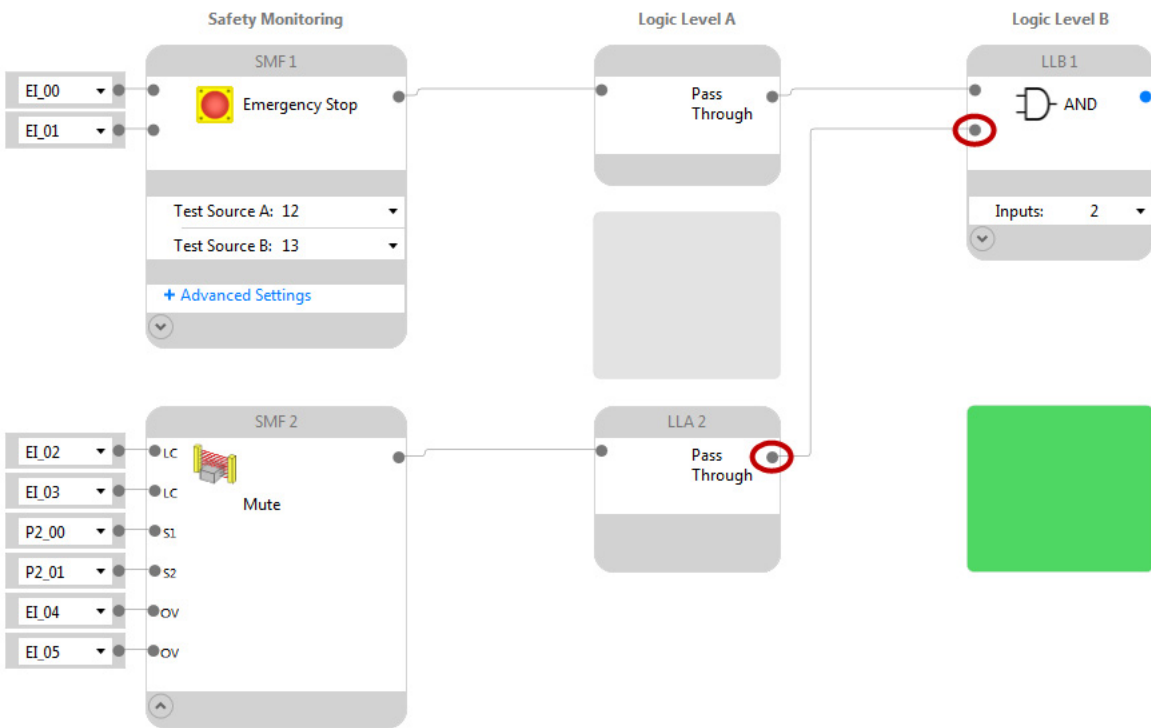 Safety Monitoring
Logic Level A
Logic Level B
SMF 1
EI_00
EI_01
Emergency Stop
Test Source A: 12
Test Source B: 13
+ Advanced Settings
Pass
Through
LLB 1
AND
Inputs: 2
SMF 2
EI_02
LC
EI_03
LC
P2_00
S1
P2_01
S2
EI_04
OV
EI_05
OV
Mute
LLA 2
Pass
Through